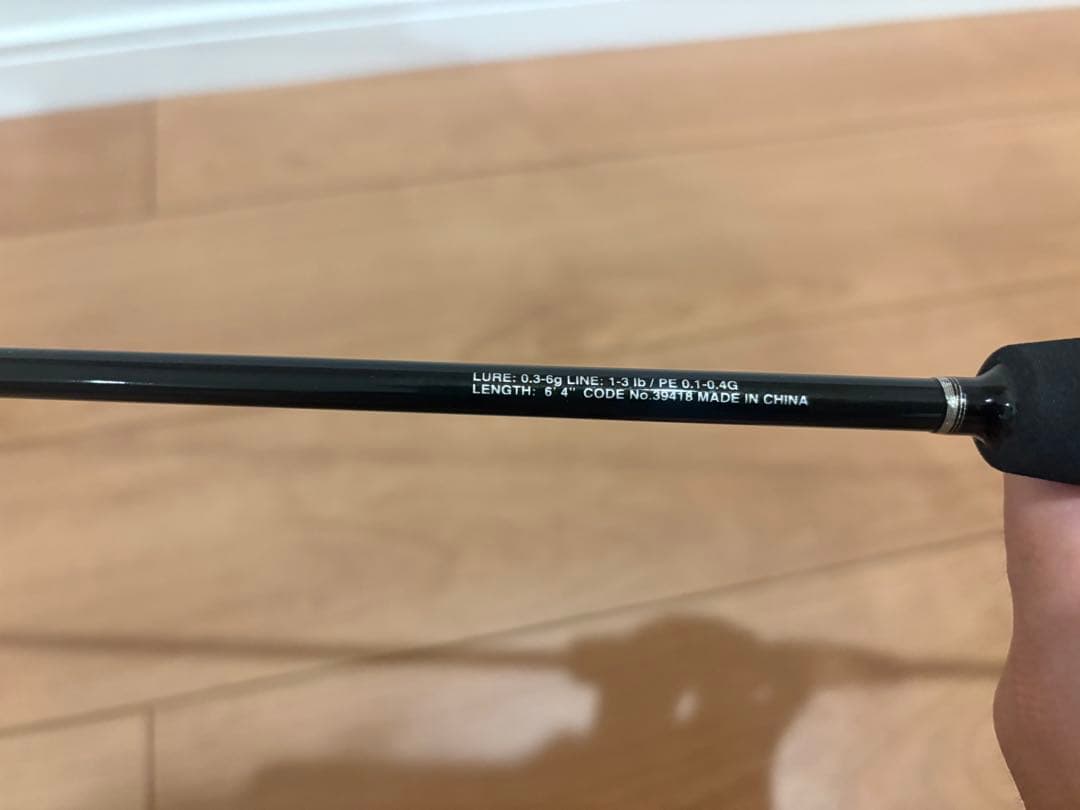 LURE: 0.3-6g LINE: 1-3 lb / PE 0.1-0.4G
LENGTH: 6' 4" CODE No.39418 MADE IN CHINA